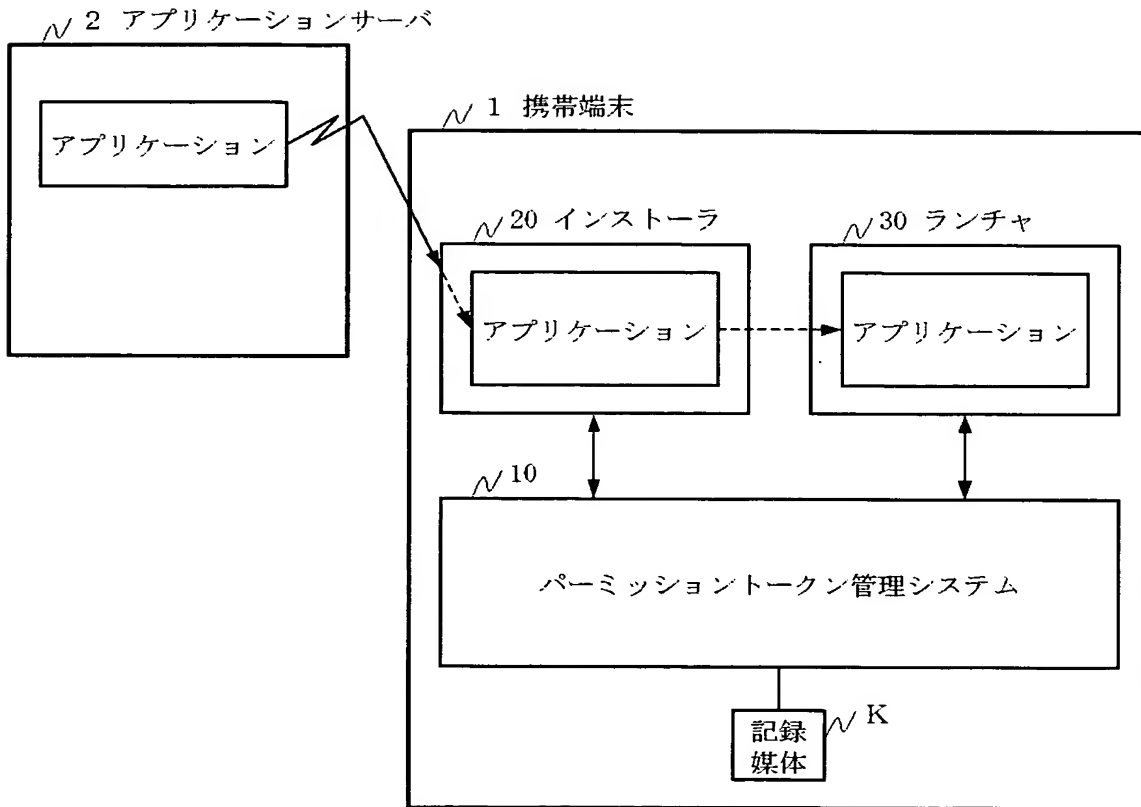 2 アプリケーションサーバ
アプリケーション
1 携帯端末
20 インストーラ
30 ランチャ
アプリケーション
アプリケーション
10
パーミッショントークン管理システム
記録
媒体
K